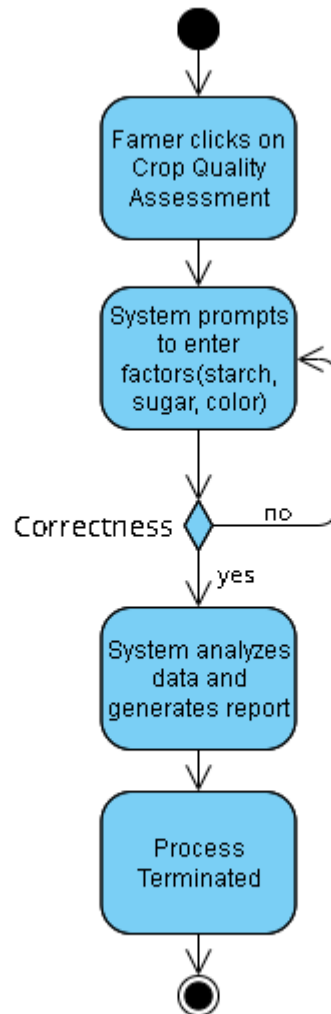 Famer clicks on
Crop Quality
Assessment
System prompts
to enter
factors(starch,
sugar, color)
Correctness
no
yes
System analyzes
data and
generates report
Process
Terminated